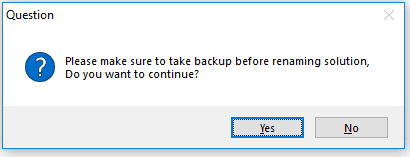 Question
Please make sure to take backup before renaming solution,
Do you want to continue?
Yes
No